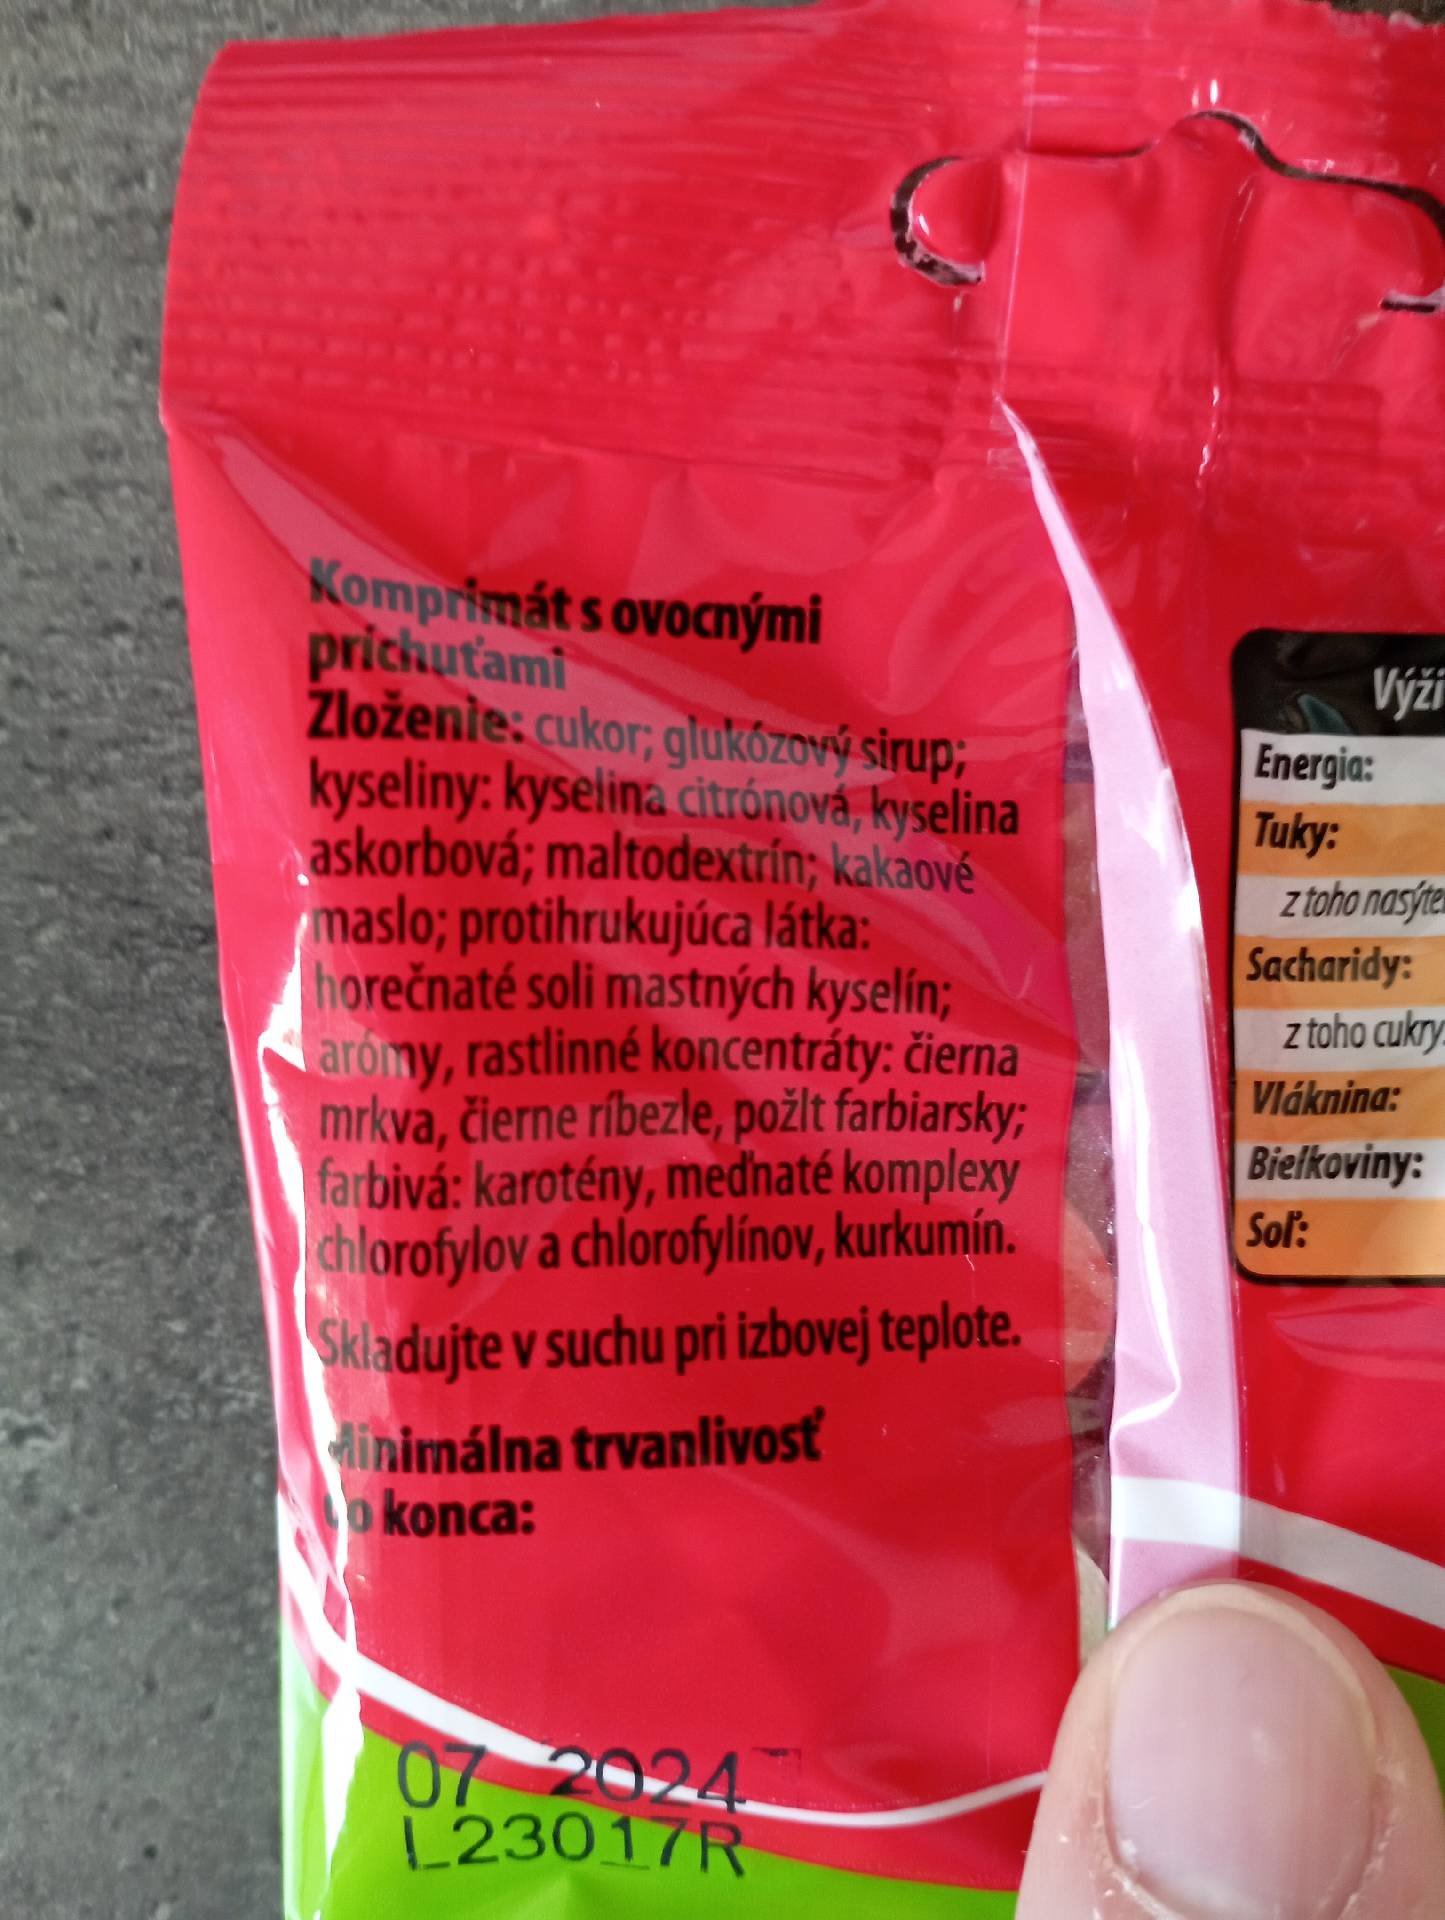 Komprimát s ovocnými
príchuťami
Zloženie: cukor; glukózový sirup;
kyseliny: kyselina citrónová, kyselina
askorbová; maltodextrín; kakaové
maslo; protihrukujúca látka:
horečnaté soli mastných kyselín;
arómy, rastlinné koncentráty: čierna
mrkva, čierne ríbezle, požlt farbiarsky;
farbivá: karotény, meďnaté komplexy
chlorofylov a chlorofylínov, kurkumín.
Skladujte v suchu pri izbovej teplote.
Minimálna trvanlivosť
do konca:
07 2024
L23017R
Energia:
Tuky:
z toho
Sacharidy:
z toho cukry:
Vláknina:
Bielkoviny:
Soľ: